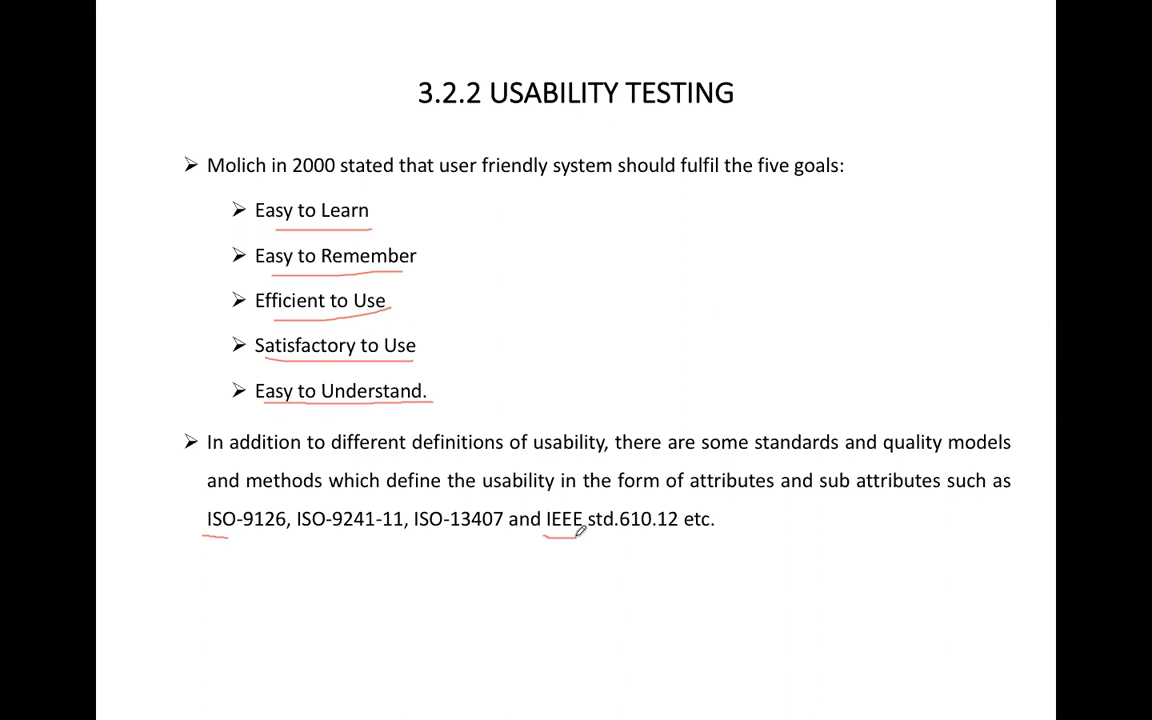 3.2.2 USABILITY TESTING
➢ Molich in 2000 stated that user friendly system should fulfil the five goals:
➢ Easy to Learn
➢ Easy to Remember
➢ Efficient to Use
➢ Satisfactory to Use
➢ Easy to Understand.
➢ In addition to different definitions of usability, there are some standards and quality models
and methods which define the usability in the form of attributes and sub attributes such as
ISO-9126, ISO-9241-11, ISO-13407 and IEEE std.610.12 etc.